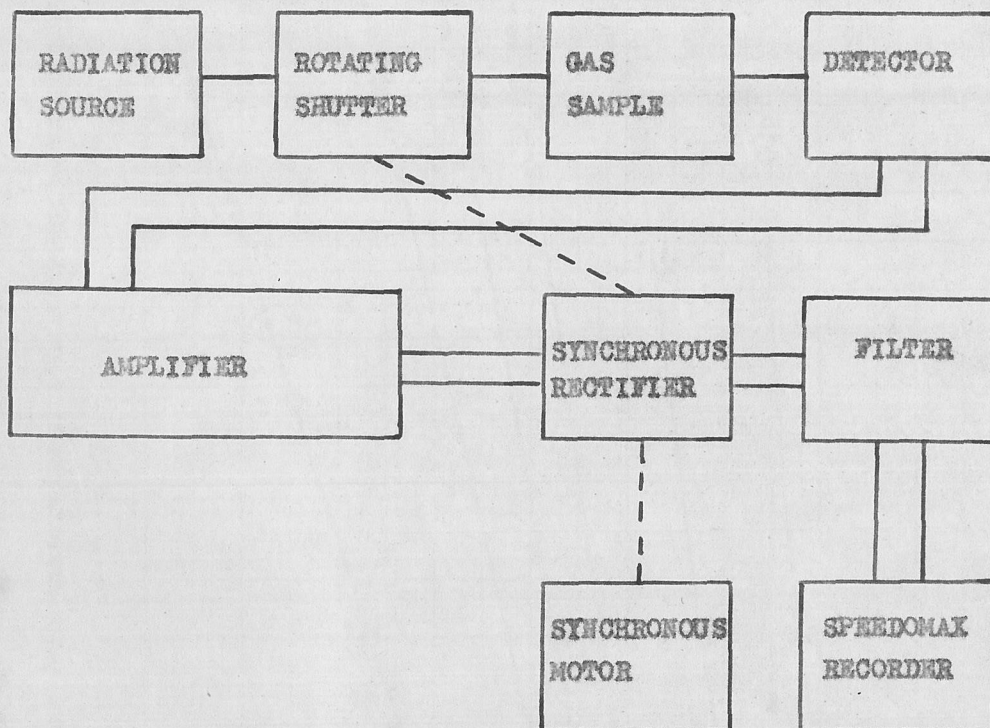 RADIATION
SOURCE
ROTATING
SHUTTER
GAS
SAMPLE
DETECTOR
AMPLIFIER
SYNCHRONOUS
RECTIFIER
FILTER
SYNCHRONOUS
MOTOR
SPEEDOMAX
RECORDER